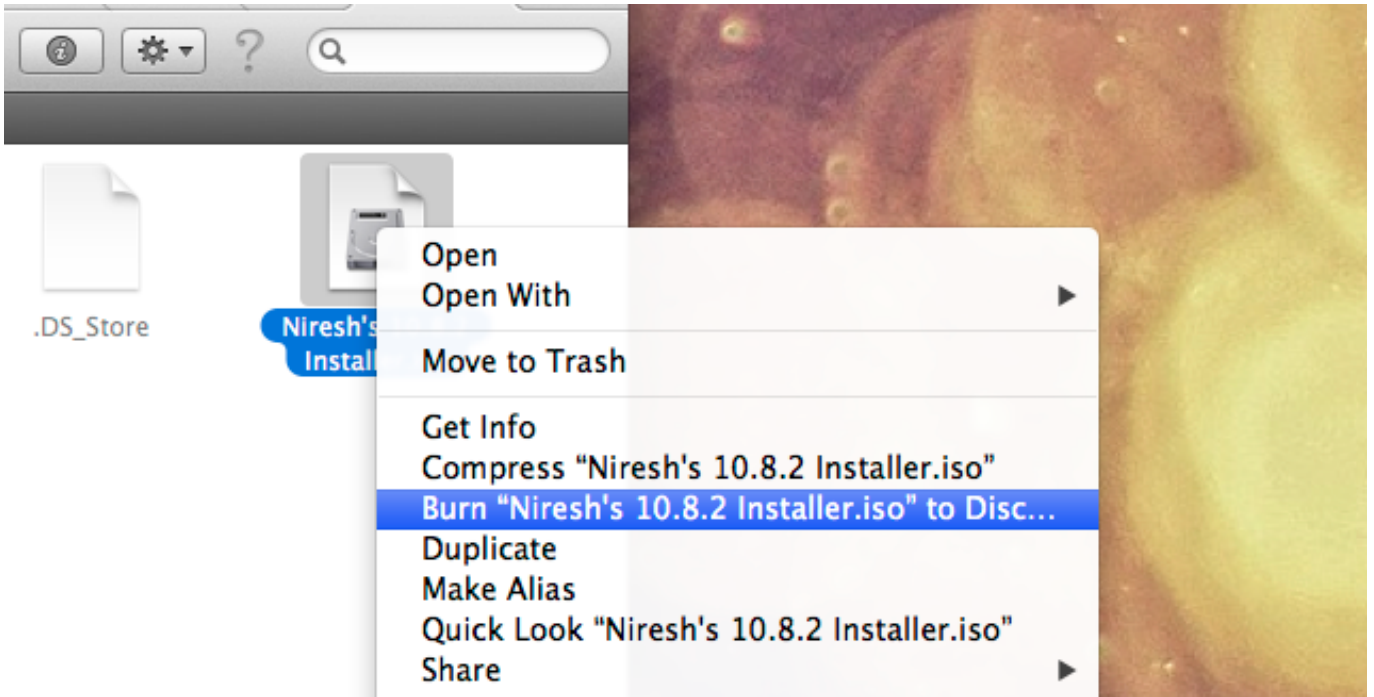 .DS_Store
Niresh's
Instal
Open
Open With
Move to Trash
Get Info
Compress “Niresh's 10.8.2 Installer.iso”
Burn “Niresh's 10.8.2 Installer.iso” to Disc...
Duplicate
Make Alias
Quick Look “Niresh's 10.8.2 Installer.iso”
Share